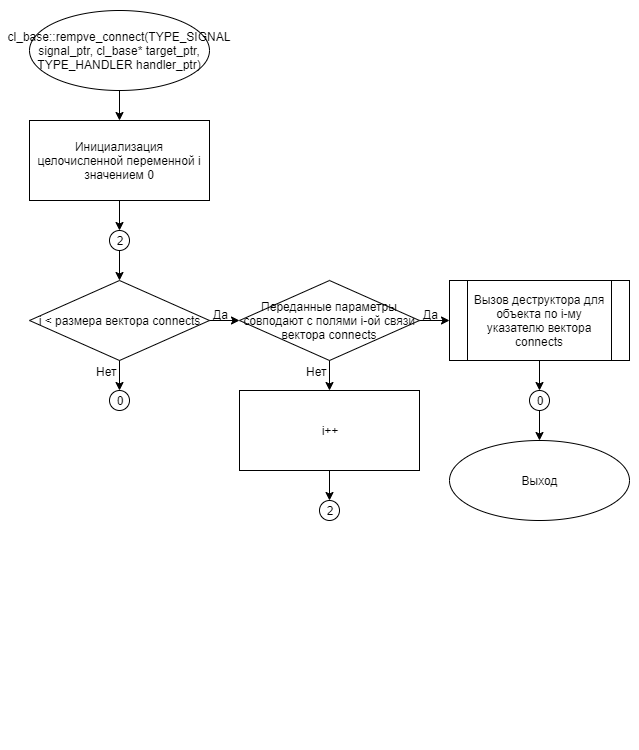 cl_base::rempve_connect(TYPE_SIGNAL
signal_ptr, cl_base* target_ptr,
TYPE_HANDLER handler_ptr)
Инициализация
целочисленной переменной i
значением 0
2
i < размера вектора connects
Да
Переданные параметры
совподают с полями i-ой связи
вектора connects
Да
Вызов деструктора для
объекта по i-му
указателю вектора
connects
Нет
0
Нет
i++
0
2
Выход